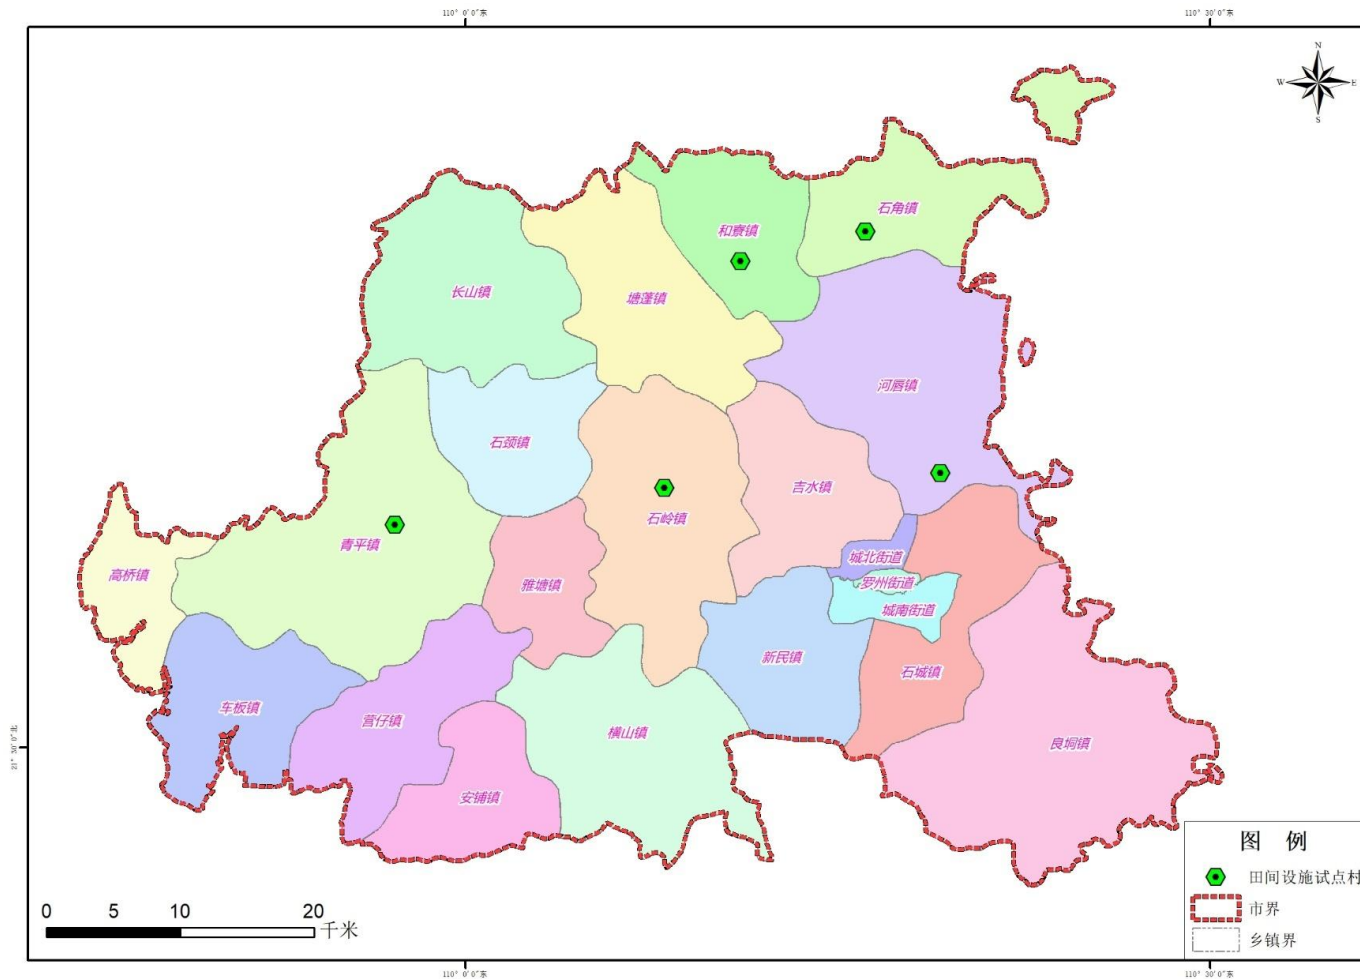 110° 0′0″东
110° 30′0″东
N
W
E
S
石角镇
和寮镇
长山镇
塘蓬镇
河唇镇
石颈镇
吉水镇
石岭镇
青平镇
城北街道
高桥镇
雅塘镇
罗州街道
城南街道
新民镇
石城镇
车板镇
营仔镇
横山镇
良垌镇
安铺镇
21° 30′0″北
图 例
田间设施试点村
市界
乡镇界
0 5 10 20
千米
110° 0′0″东
110° 30′0″东